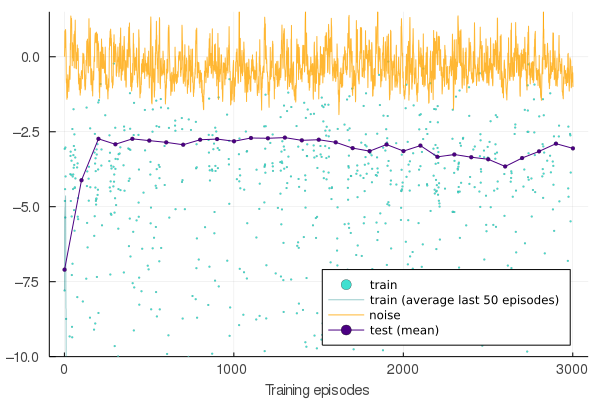 0.0
−2.5
−5.0
−7.5
−10.0
0
1000
2000
3000
Training episodes
train
train (average last 50 episodes)
noise
test (mean)